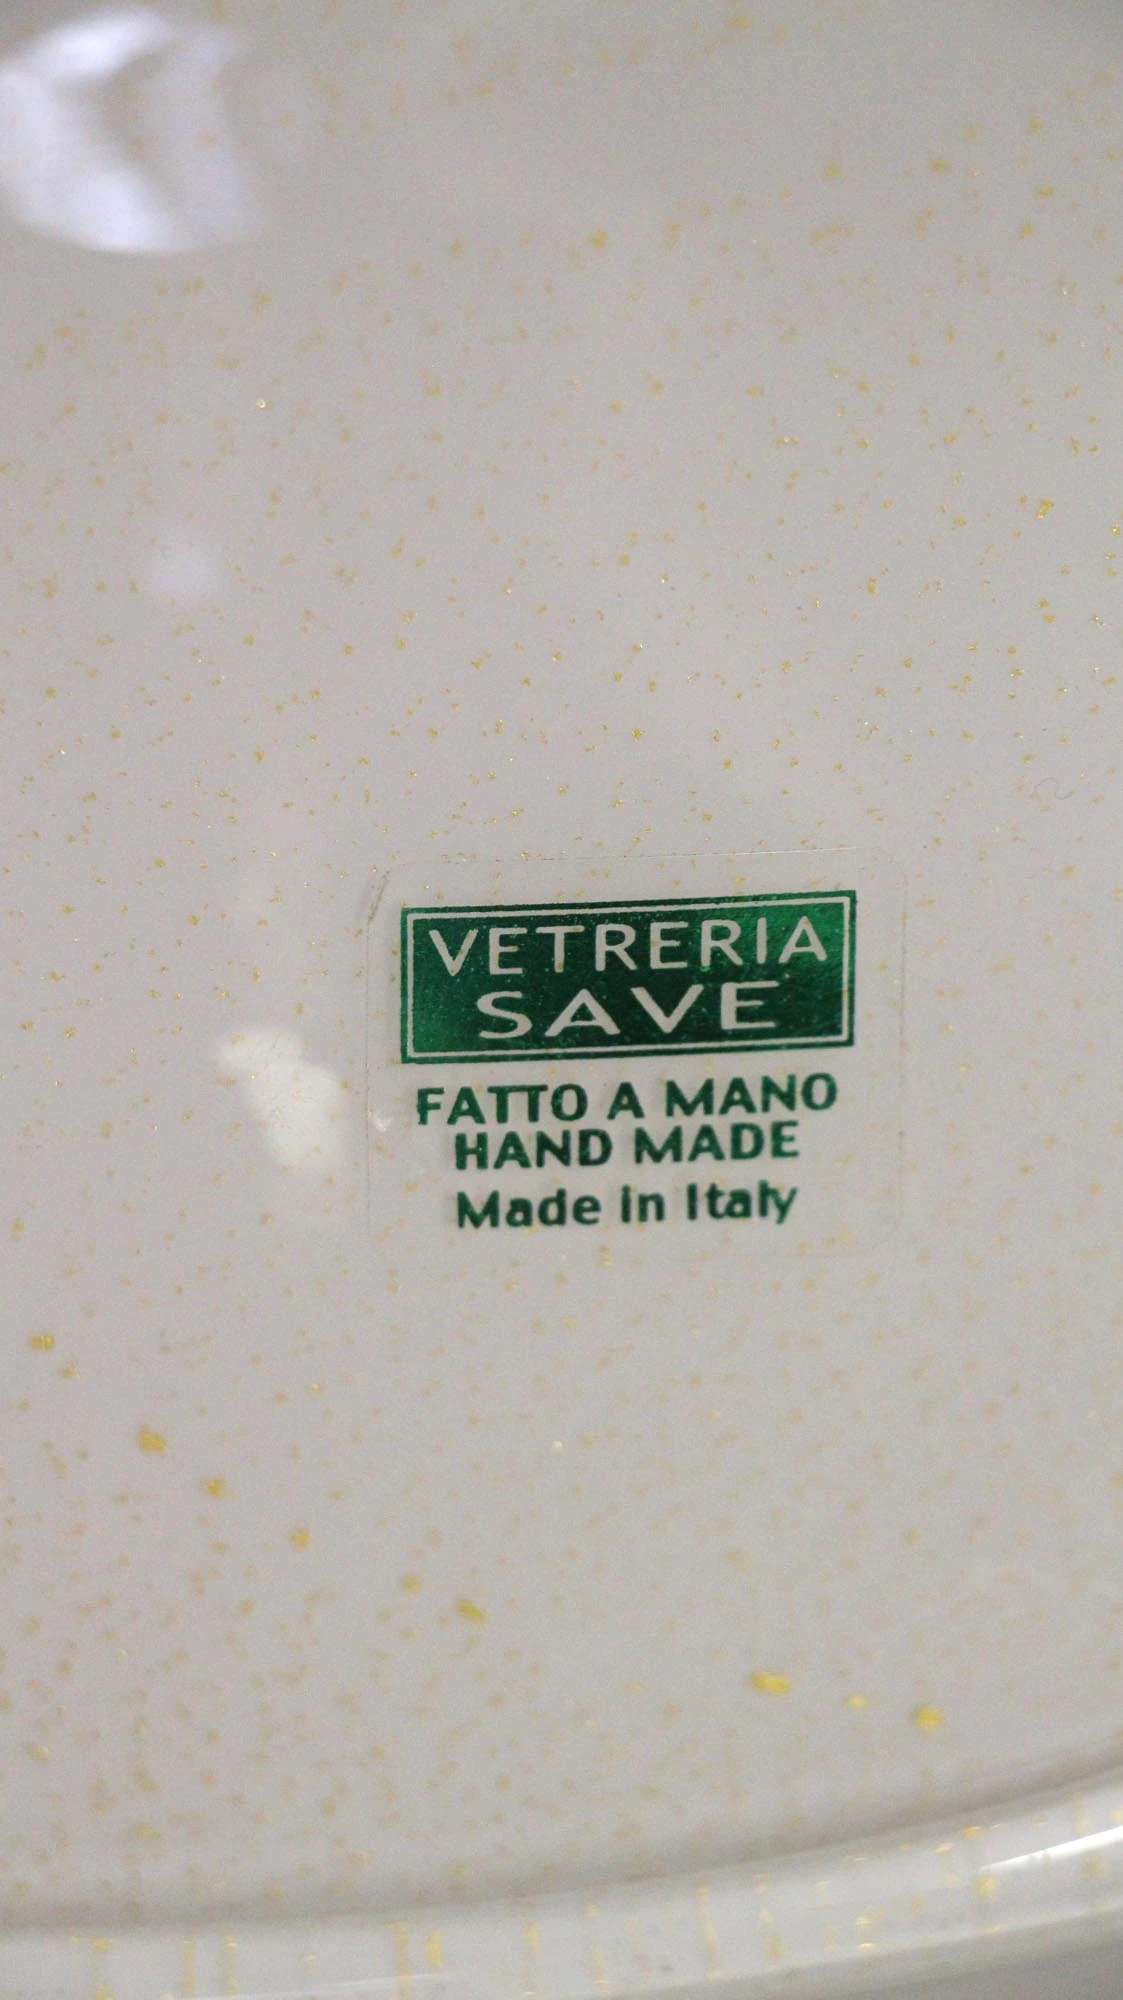 VETRERIA
SAVE
FATTO A MANO
HAND MADE
Made in Italy